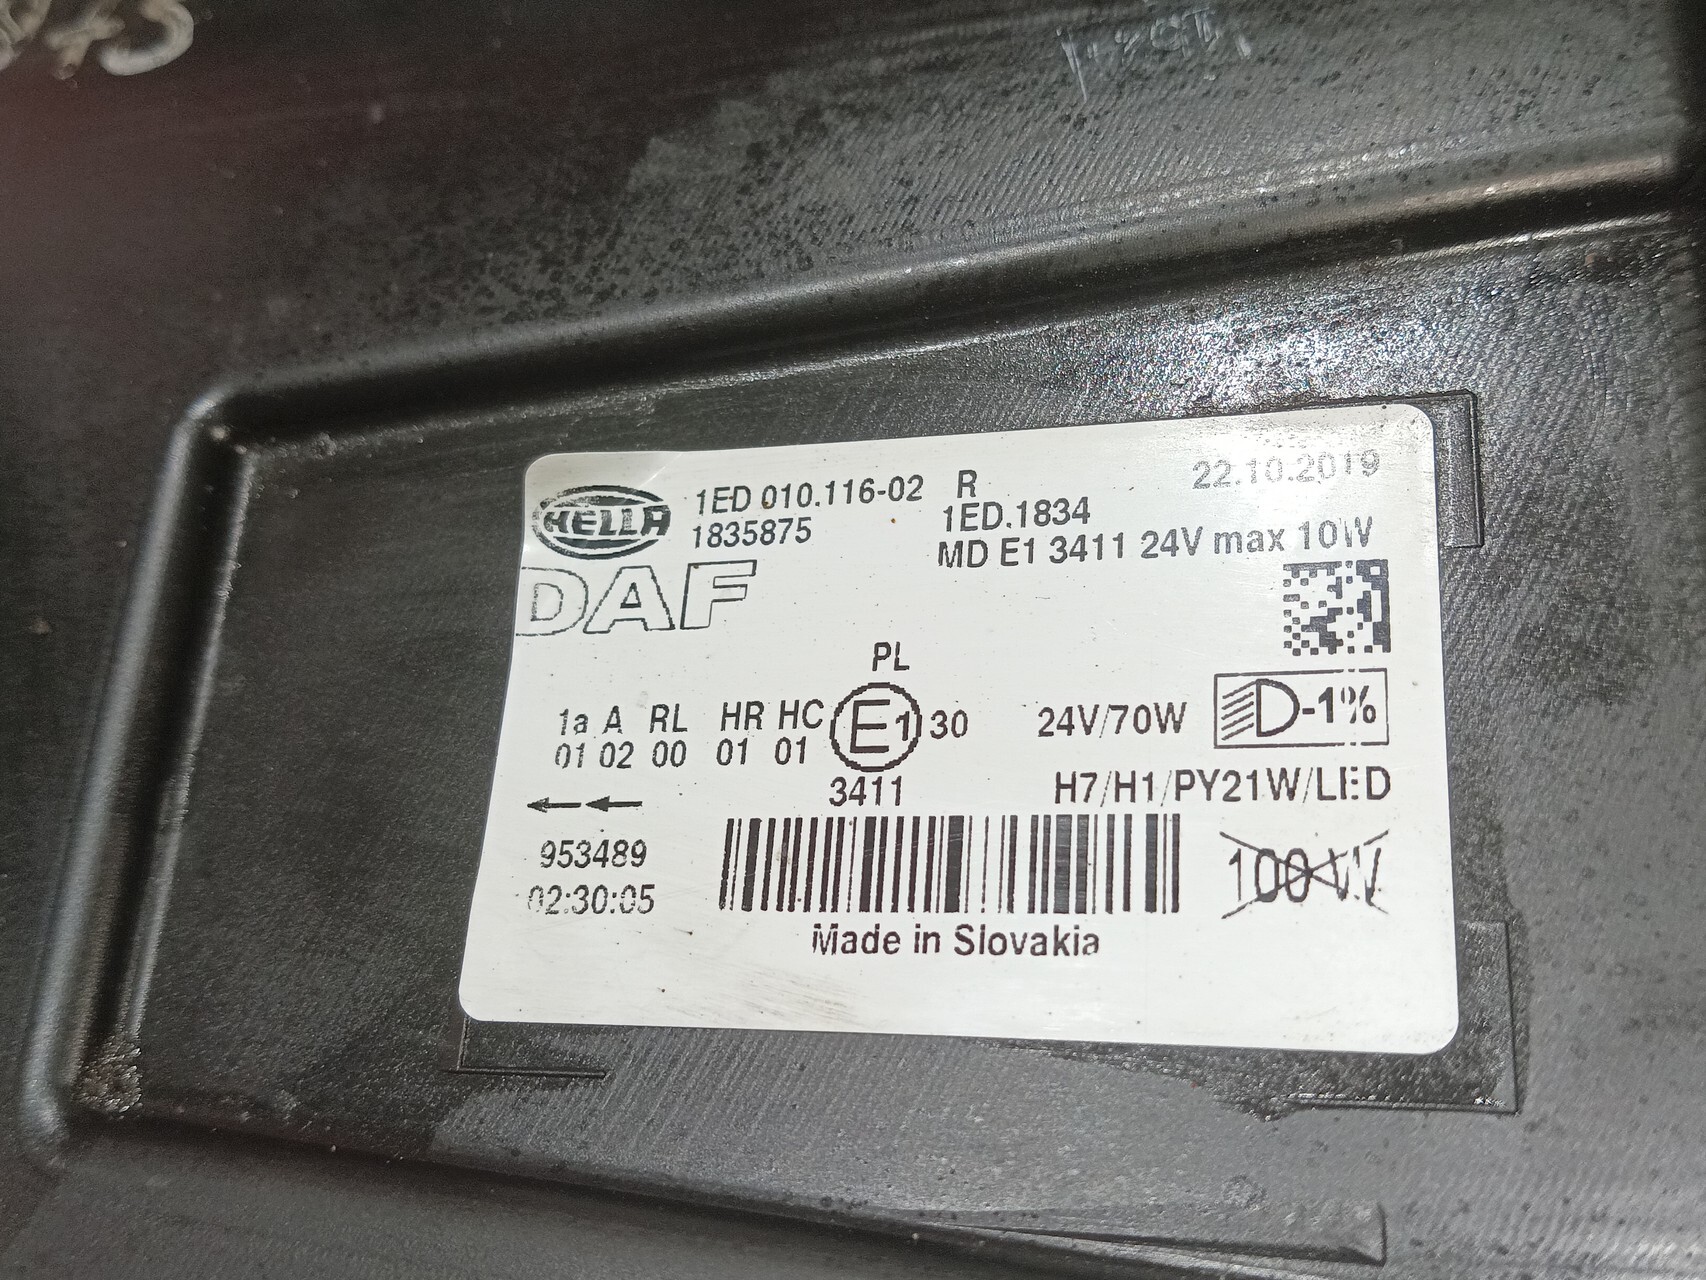 HELLA
1ED 010.116-02 R
22.10.2019
1835875
1ED.1834
MD E1 3411 24V max 10W
DAF
PL
1a A RL HR HC E1 30
01 02 00 01 01
24V/70W
D-1%
3411
H7/H1/PY21W/LED
953489
02:30:05
100W
Made in Slovakia